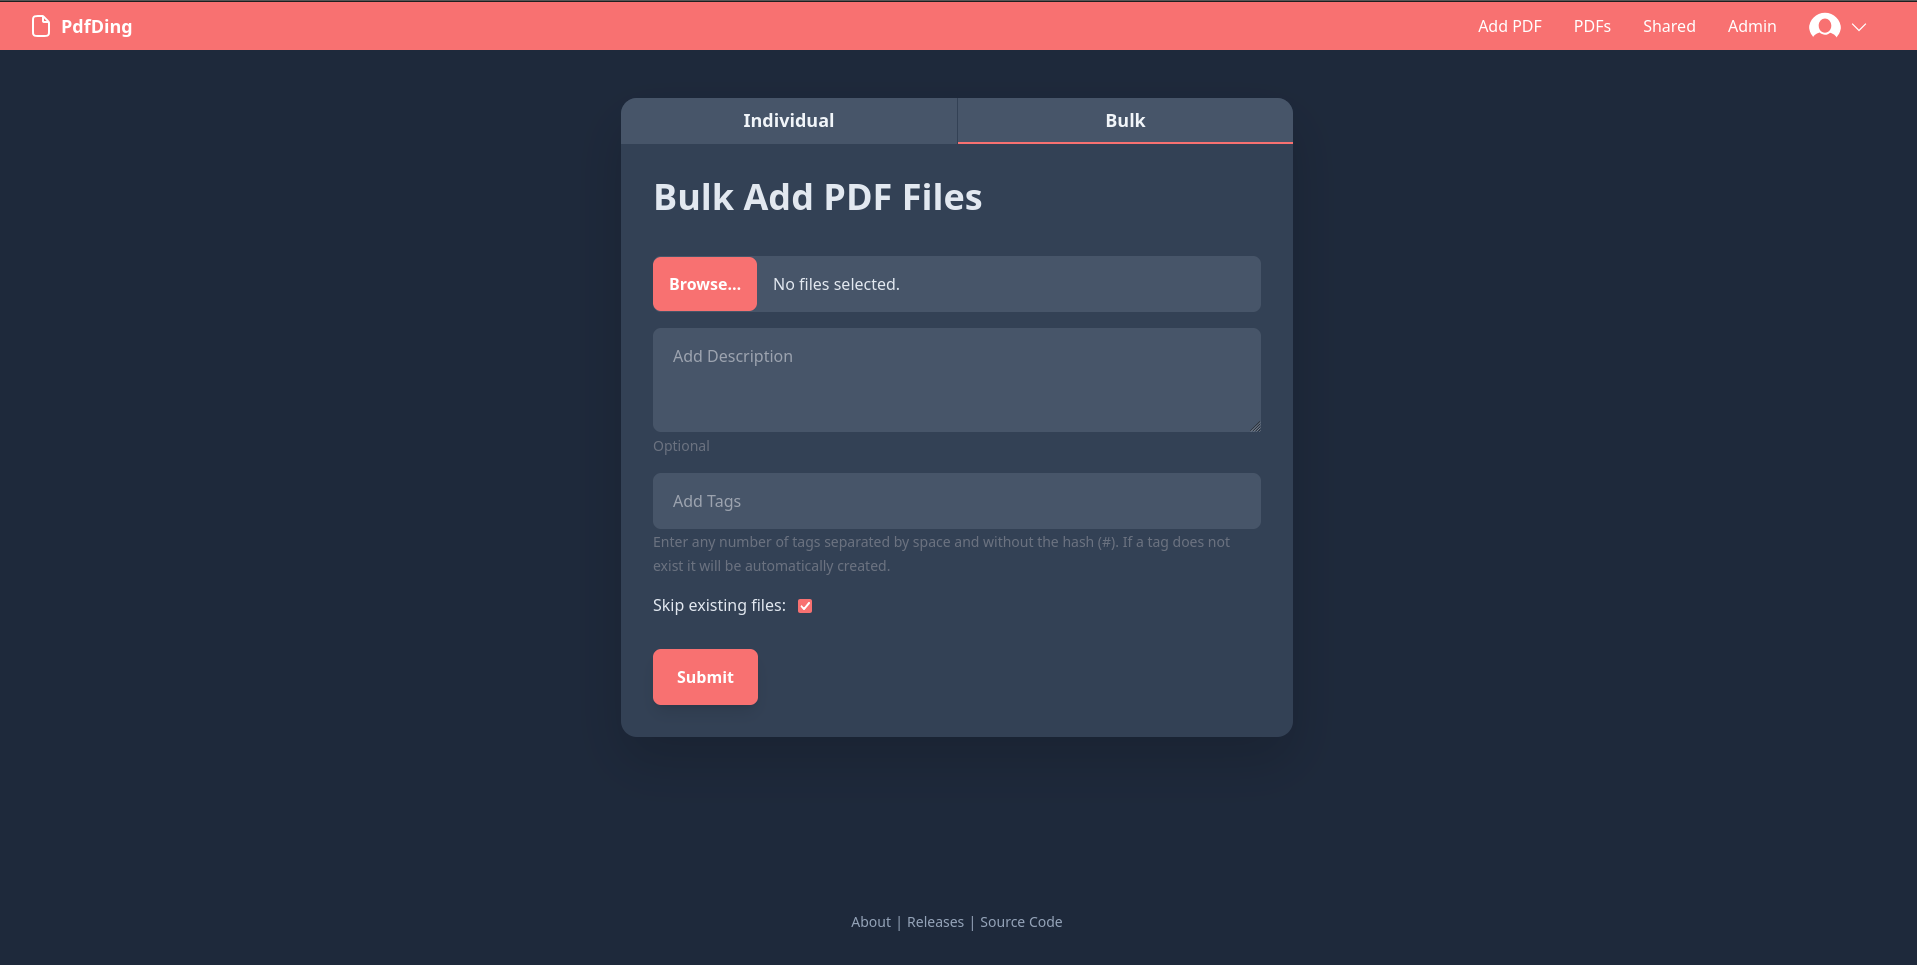 PdfDing
Add PDF
PDFs
Shared
Admin
Individual
Bulk
Bulk Add PDF Files
Browse...
No files selected.
Add Description
Optional
Add Tags
Enter any number of tags separated by space and without the hash (#). If a tag does not
exist it will be automatically created.
Skip existing files:
Submit
About | Releases | Source Code